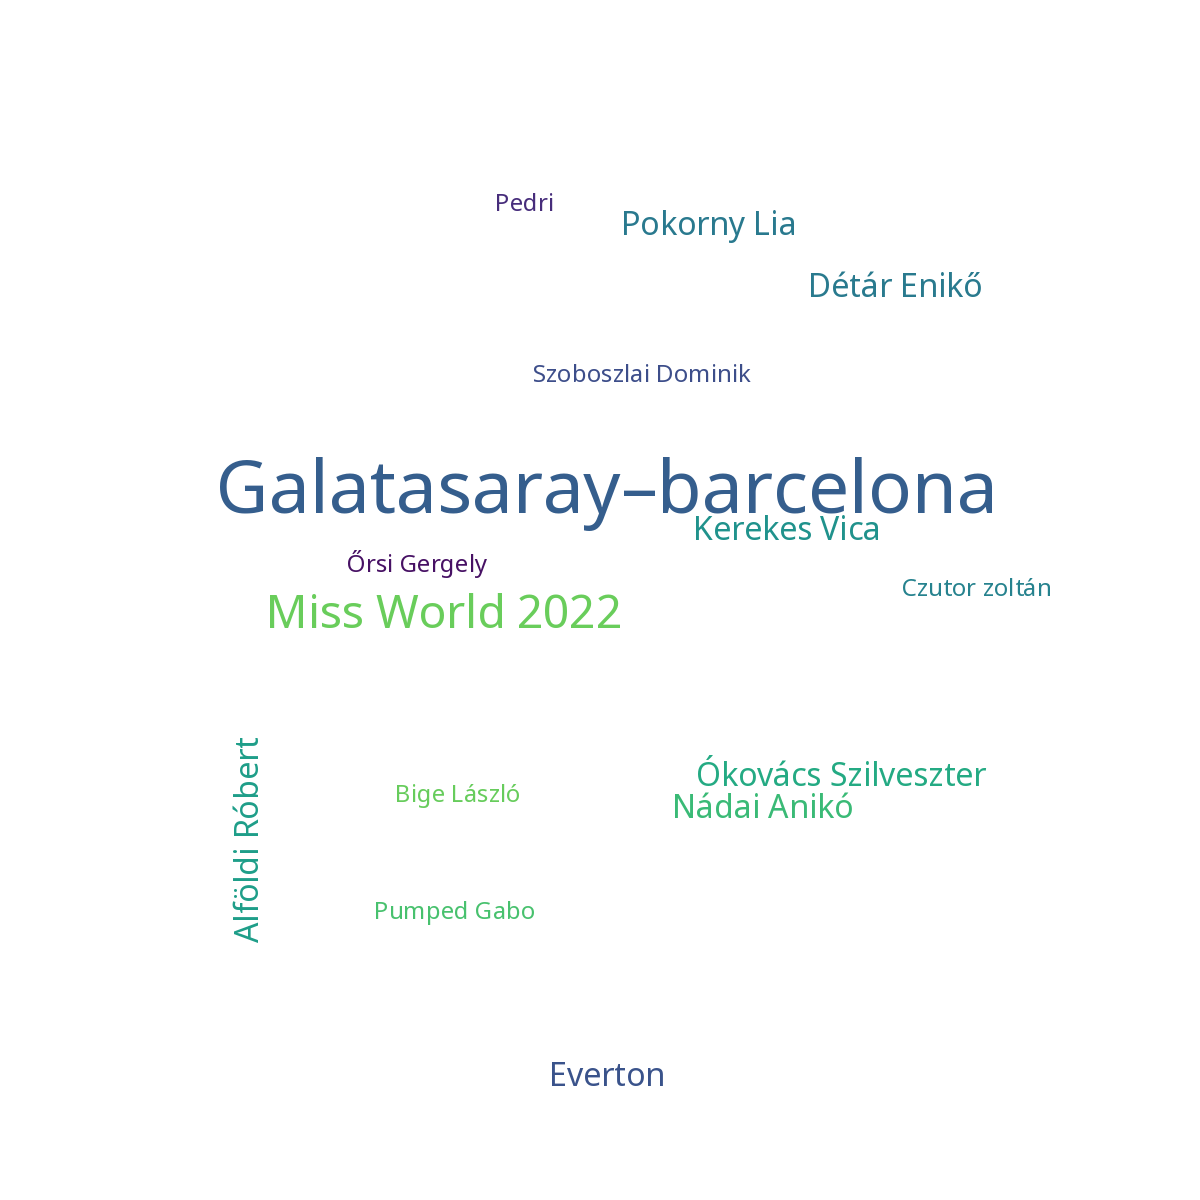 Pedri
Pokorny Lia
Détár Enikő
Szoboszlai Dominik
Galatasaray–barcelona
Kerekes Vica
Őrsi Gergely
Czutor zoltán
Miss World 2022
Alföldi Róbert
Ókovács Szilveszter
Bige László
Nádai Anikó
Pumped Gabo
Everton